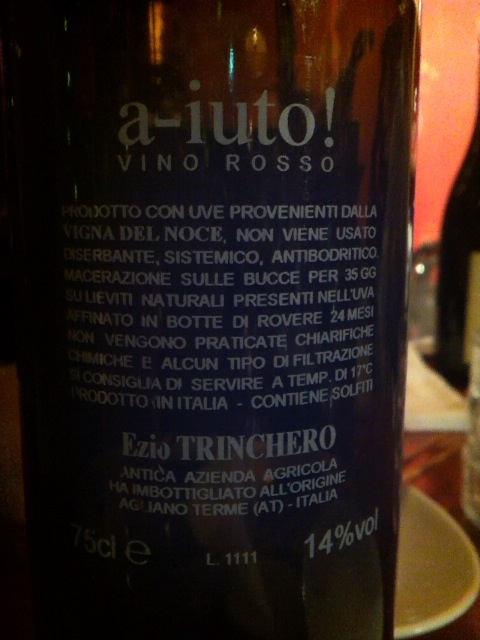 a-iuto!
VINO ROSSO
PRODOTTO CON UVE PROVENIENTI DALLA
VIGNA DEL NOCE, NON VIENE USATO
DISERBANTE, SISTEMICO, ANTIBODRITICO.
MACERAZIONE SULLE BUCCE PER 35 GG
SU LIEVITI NATURALI PRESENTI NELL'UVA
AFFINATO IN BOTTE DI ROVERE 24 MESI
NON VENGONO PRATICATE CHIARIFICHE
CHIMICHE E ALCUN TIPO DI FILTRAZIONE
SI CONSIGLIA DI SERVIRE A TEMP. DI 17°C
PRODOTTO IN ITALIA - CONTIENE SOLFITI
Ezio TRINCHERO
ANTICA AZIENDA AGRICOLA
HA IMBOTTIGLIATO ALL'ORIGINE
AGLIANO TERME (AT) - ITALIA
75cl e L. 1111 14%vol